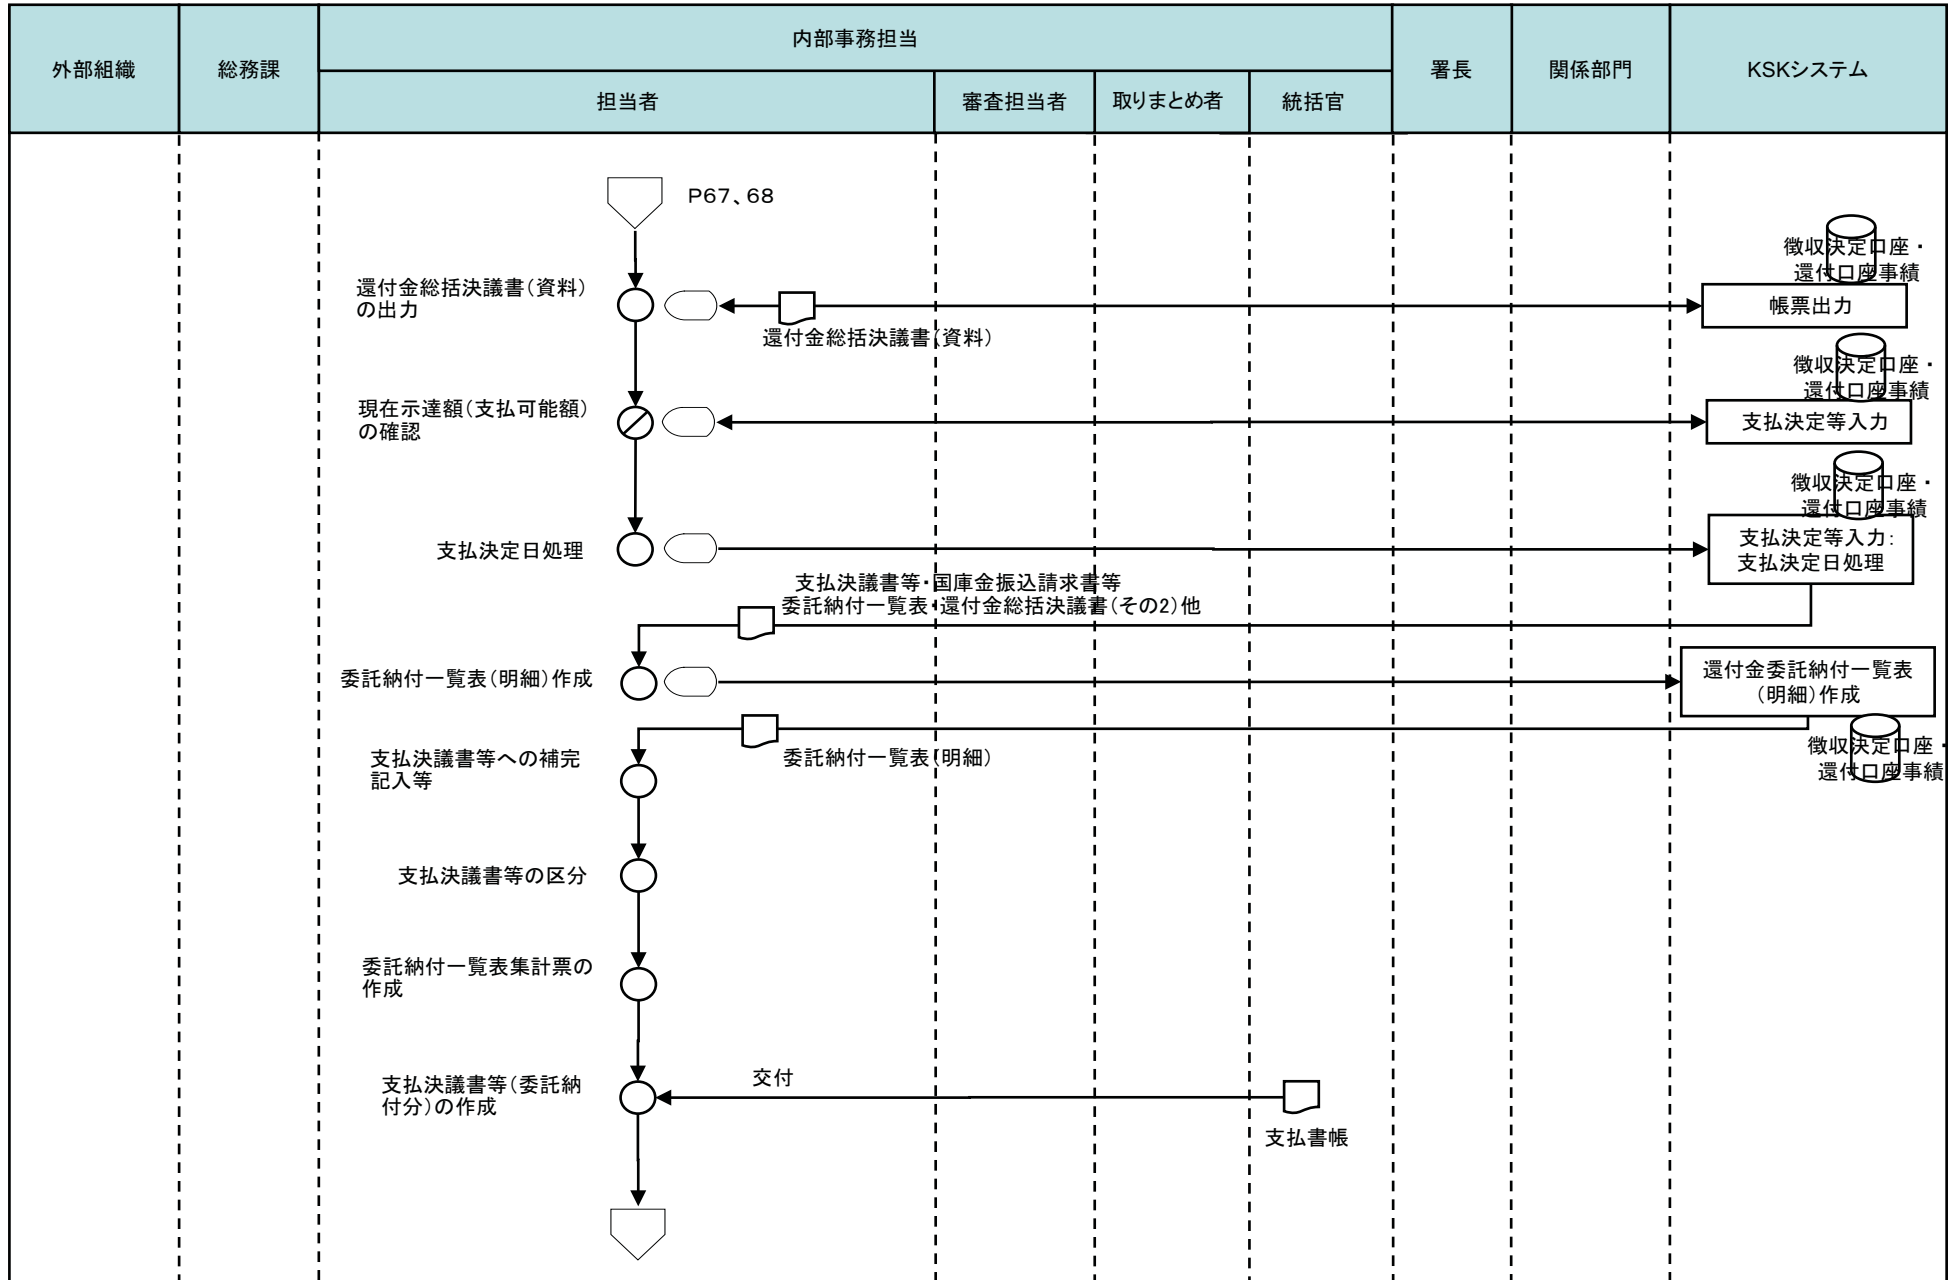 外部組織
総務課
内部事務担当
担当者
審査担当者
取りまとめ者
統括官
署長
関係部門
KSKシステム
P67、68
徴収決定口座・
還付口座事績
還付金総括決議書(資料)
の出力
帳票出力
還付金総括決議書(資料)
徴収決定口座・
還付口座事績
現在示達額(支払可能額)
の確認
支払決定等入力
徴収決定口座・
還付口座事績
支払決定日処理
支払決定等入力:
支払決定日処理
支払決議書等・国庫金振込請求書等
委託納付一覧表・還付金総括決議書(その2)他
委託納付一覧表(明細)作成
還付金委託納付一覧表
(明細)作成
支払決議書等への補完
記入等
委託納付一覧表(明細)
徴収決定口座・
還付口座事績
支払決議書等の区分
委託納付一覧表集計票の
作成
支払決議書等(委託納
付分)の作成
交付
支払書帳